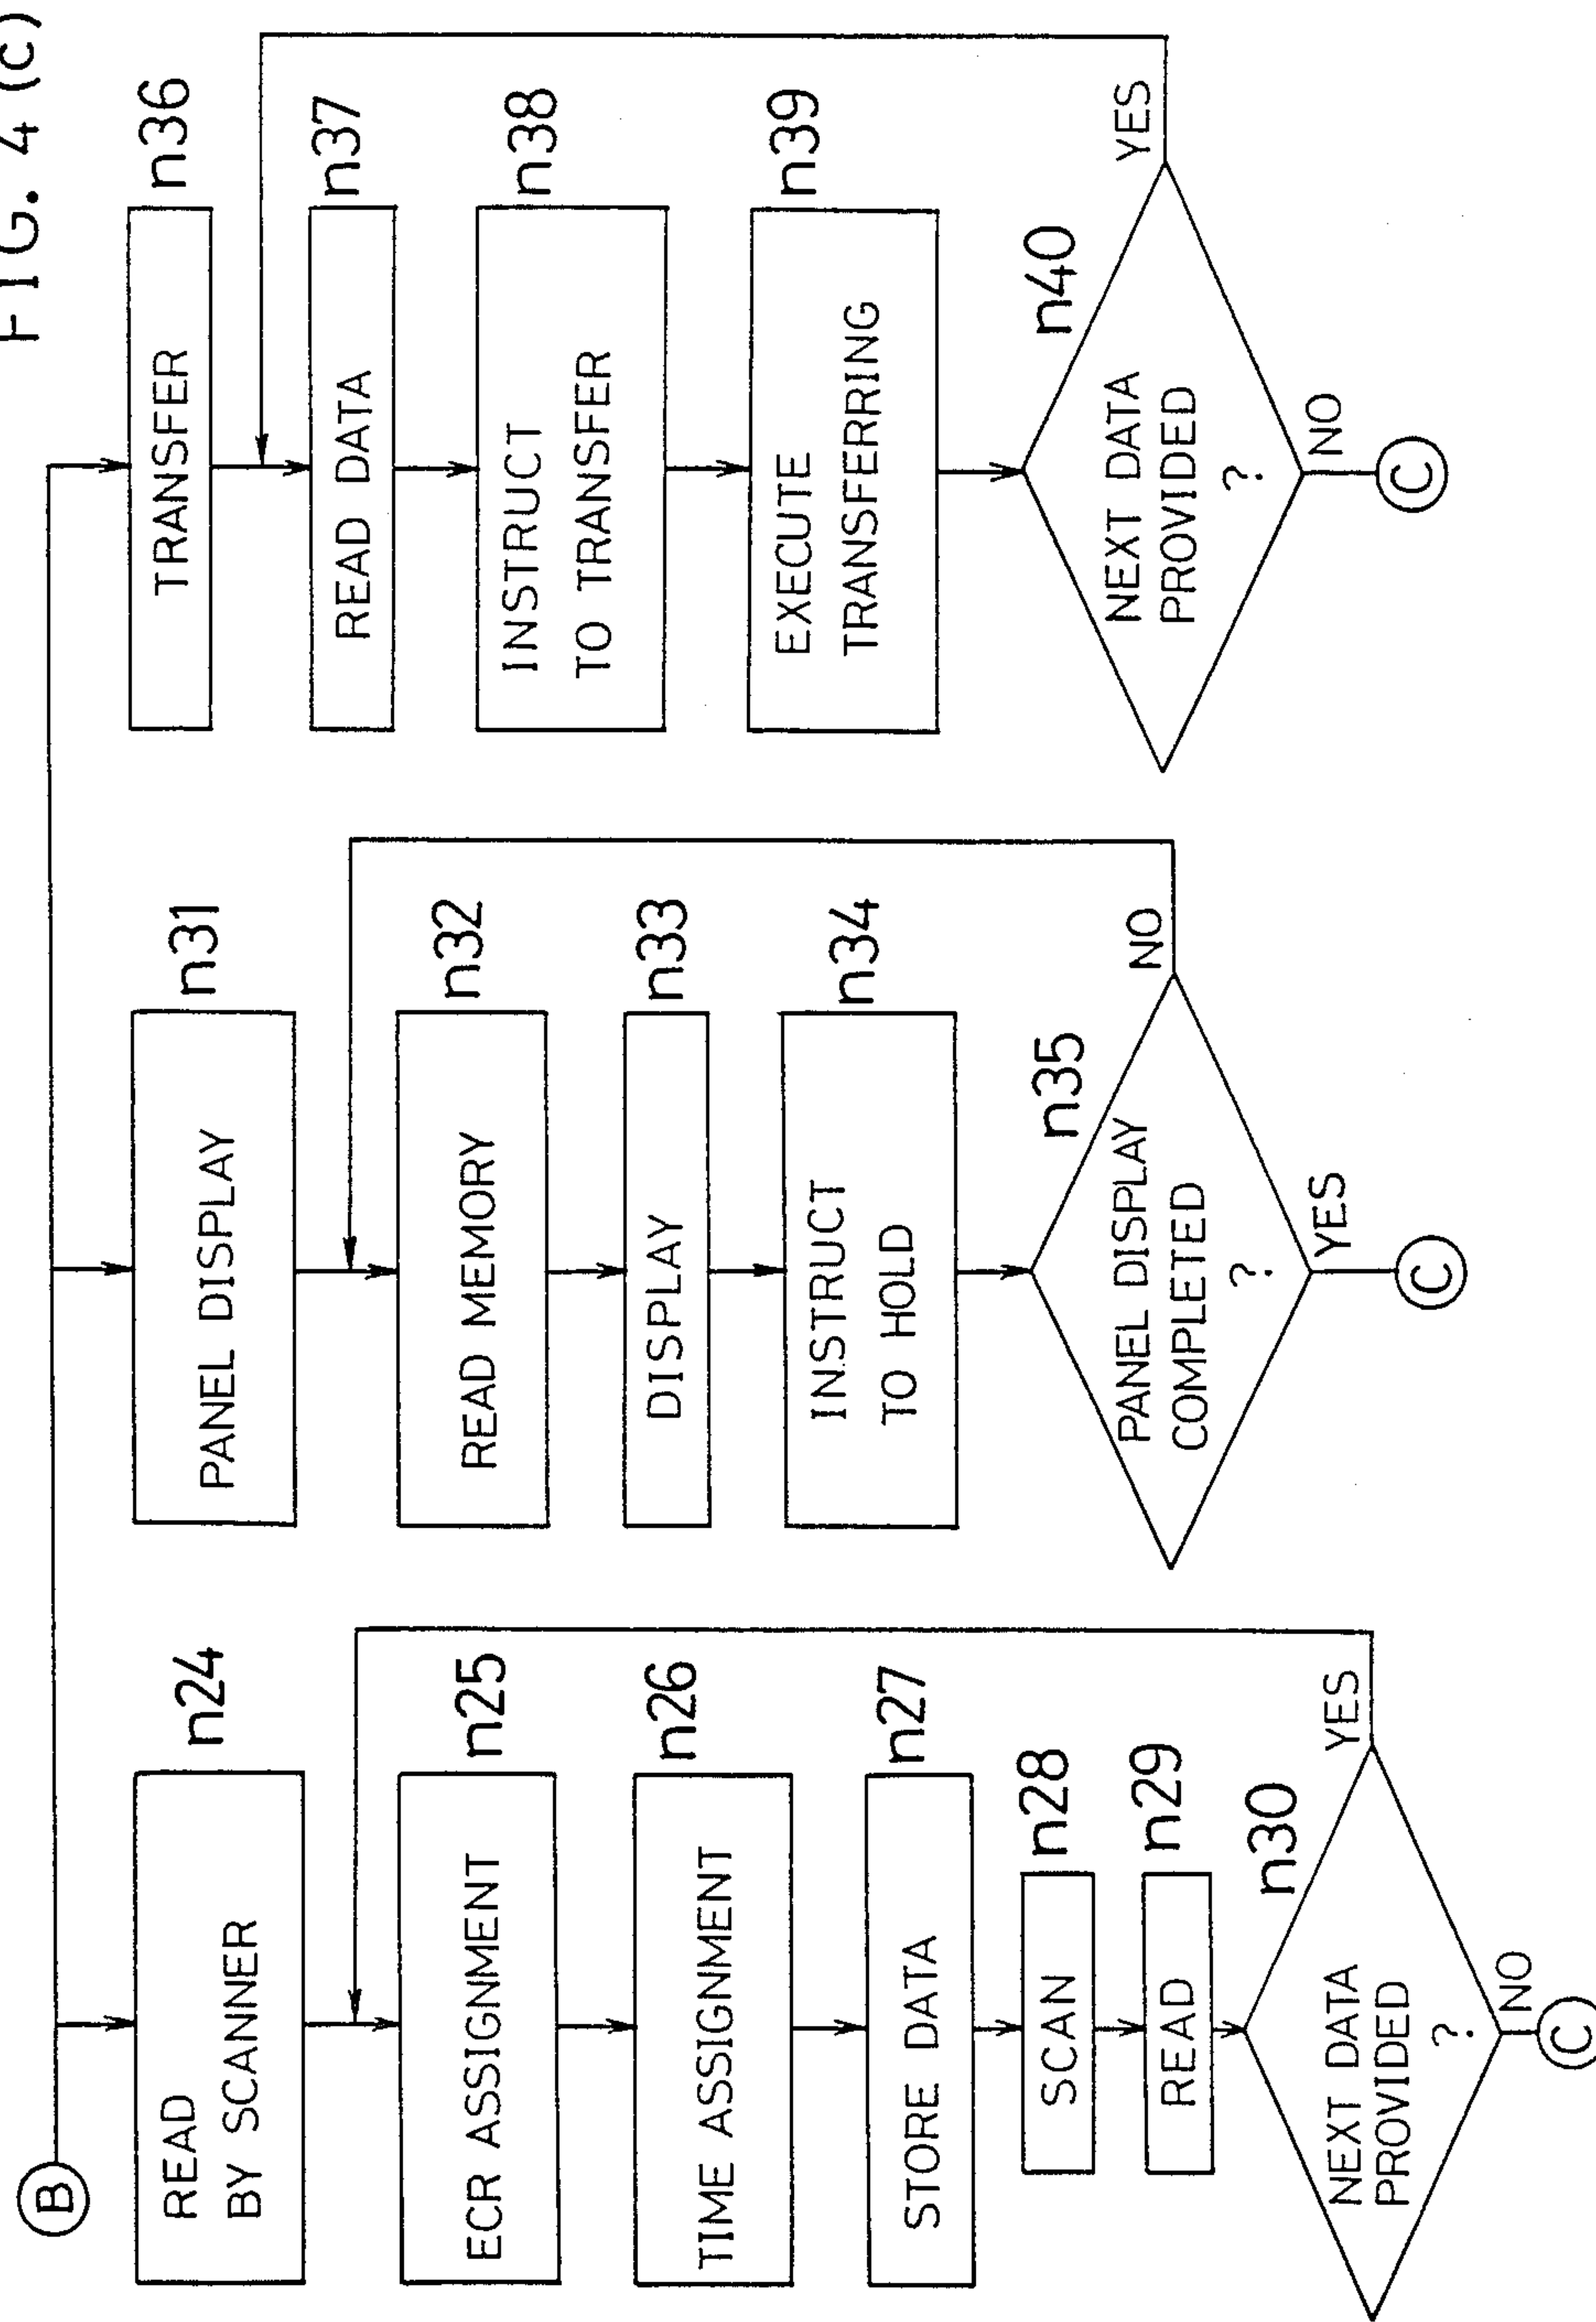 FIG. 4 (C)
B
READ
BY SCANNER
n24
ECR ASSIGNMENT
n25
TIME ASSIGNMENT
n26
STORE DATA
n27
SCAN
n28
READ
n29
NEXT DATA
PROVIDED
?
n30
YES
NO
C
PANEL DISPLAY
n31
READ MEMORY
n32
DISPLAY
n33
INSTRUCT
TO HOLD
n34
PANEL DISPLAY
COMPLETED
?
n35
NO
YES
C
TRANSFER
n36
READ DATA
n37
INSTRUCT
TO TRANSFER
n38
EXECUTE
TRANSFERRING
n39
NEXT DATA
PROVIDED
?
n40
YES
NO
C